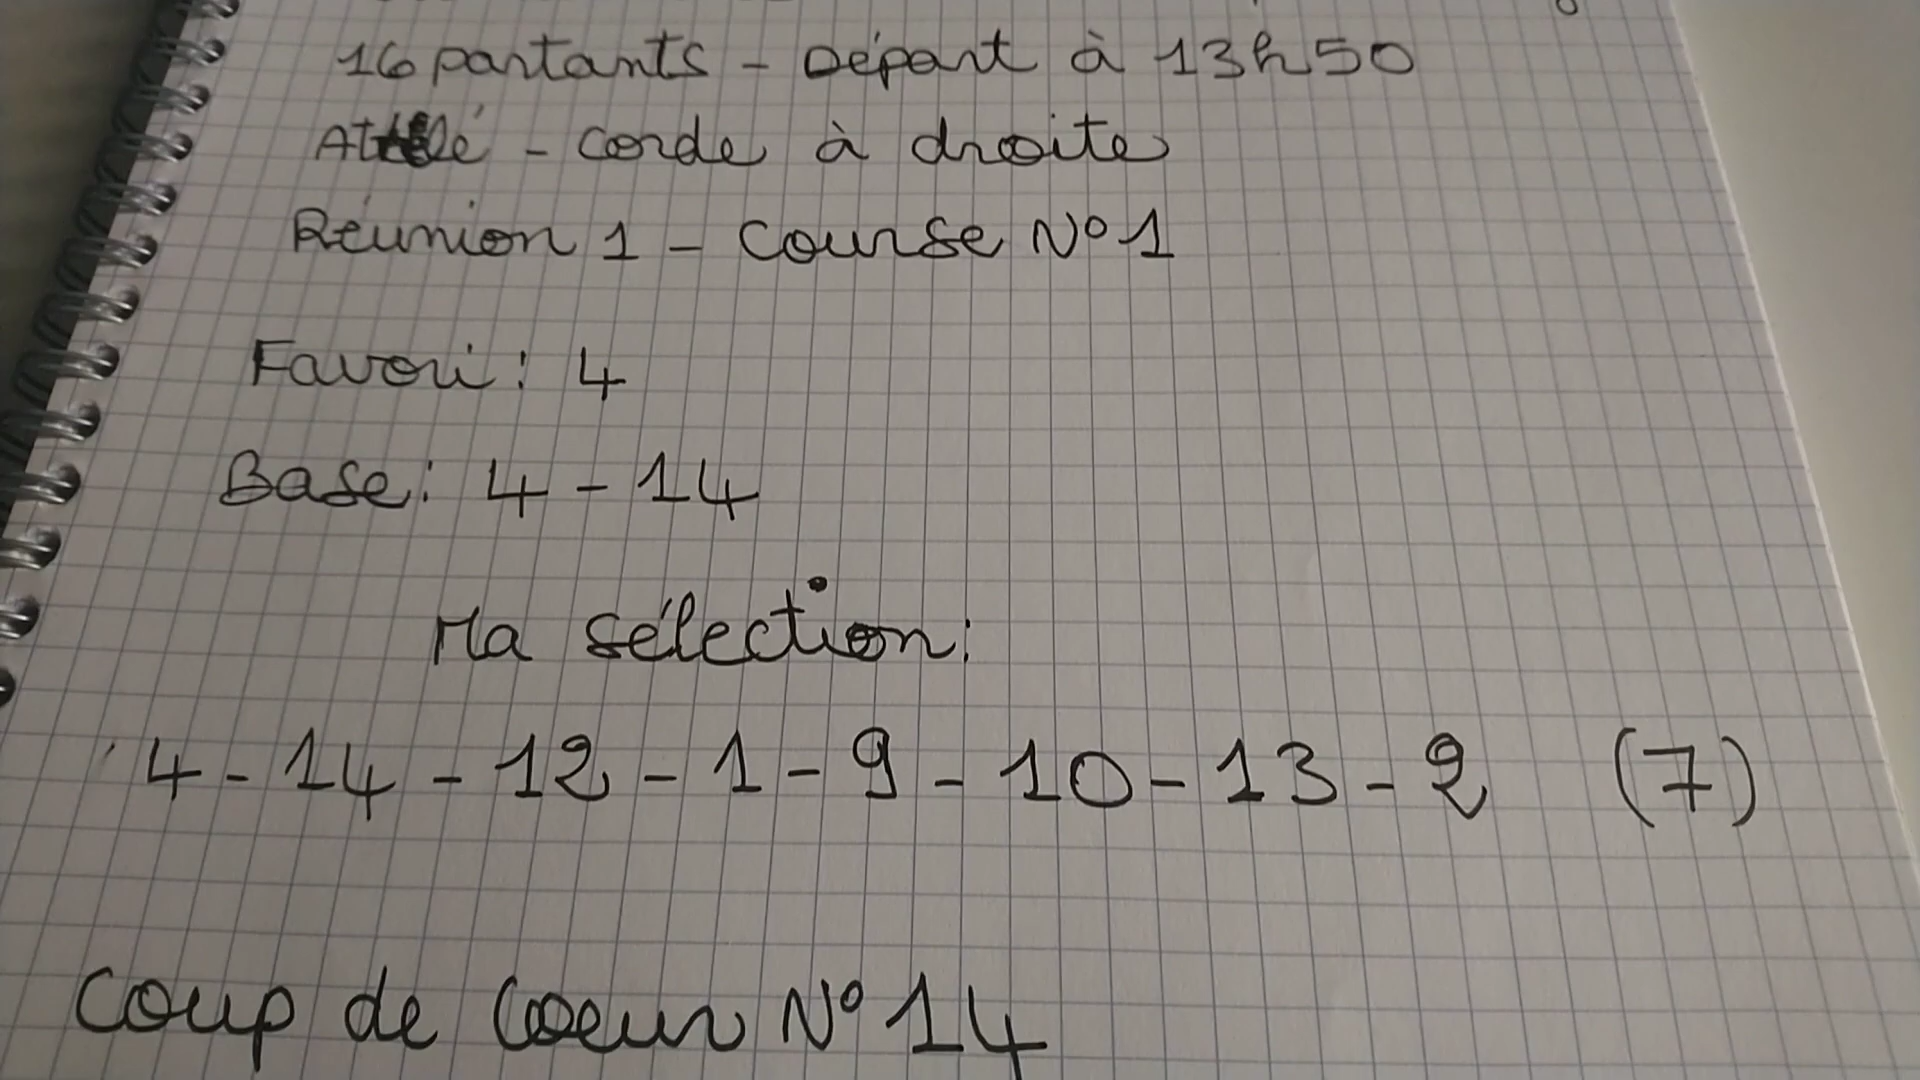 16 partants - Départ à 13h50
Attelé - corde à droite
Réunion 1 - Course N°1
Favori : 4
Base : 4 - 14
Ma sélection :
4 - 14 - 12 - 1 - 9 - 10 - 13 - 2 (7)
Coup de Coeur N°14